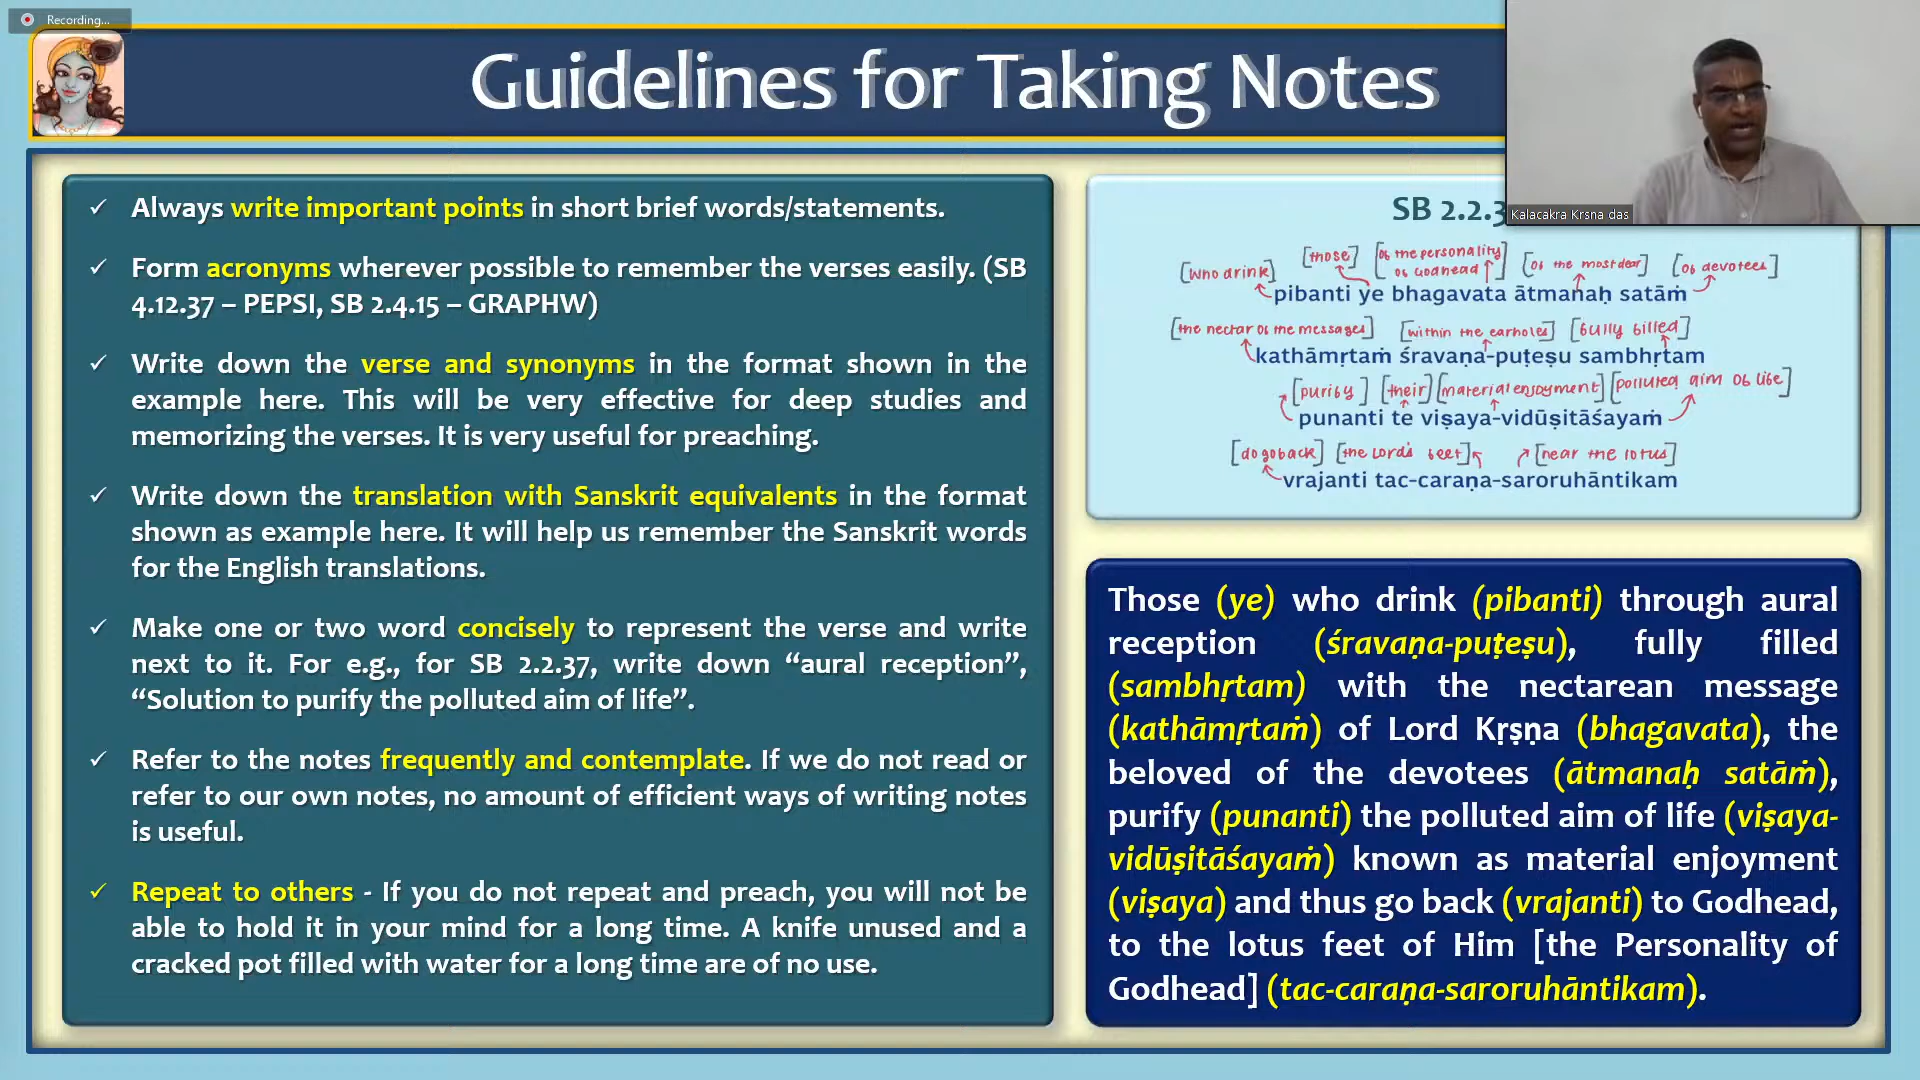 Recording...
Guidelines for Taking Notes
Kalacakra Krsna das
✓ Always write important points in short brief words/statements.
✓ Form acronyms wherever possible to remember the verses easily. (SB
4.12.37 – PEPSI, SB 2.4.15 – GRAPHW)
✓ Write down the verse and synonyms in the format shown in the
example here. This will be very effective for deep studies and
memorizing the verses. It is very useful for preaching.
✓ Write down the translation with Sanskrit equivalents in the format
shown as example here. It will help us remember the Sanskrit words
for the English translations.
✓ Make one or two word concisely to represent the verse and write
next to it. For e.g., for SB 2.2.37, write down “aural reception”,
“Solution to purify the polluted aim of life”.
✓ Refer to the notes frequently and contemplate. If we do not read or
refer to our own notes, no amount of efficient ways of writing notes
is useful.
✓ Repeat to others - If you do not repeat and preach, you will not be
able to hold it in your mind for a long time. A knife unused and a
cracked pot filled with water for a long time are of no use.
SB 2.2.3
[who drink] [those] [of the personality of Godhead] [of the most dear] [of devotees]
pibanti ye bhagavata ātmanaḥ satāṁ
[the nectar of the messages] [within the earholes] [fully filled]
kathāmṛtaṁ śravaṇa-puṭeṣu sambhṛtam
[purify] [their] [material enjoyment] [polluted aim of life]
punanti te viṣaya-vidūṣitāśayaṁ
[do go back] [the Lord's feet] [near the lotus]
vrajanti tac-caraṇa-saroruhāntikam
Those (ye) who drink (pibanti) through aural
reception (śravaṇa-puṭeṣu), fully filled
(sambhṛtam) with the nectarean message
(kathāmṛtaṁ) of Lord Kṛṣṇa (bhagavata), the
beloved of the devotees (ātmanaḥ satāṁ),
purify (punanti) the polluted aim of life (viṣaya-
vidūṣitāśayaṁ) known as material enjoyment
(viṣaya) and thus go back (vrajanti) to Godhead,
to the lotus feet of Him [the Personality of
Godhead] (tac-caraṇa-saroruhāntikam).